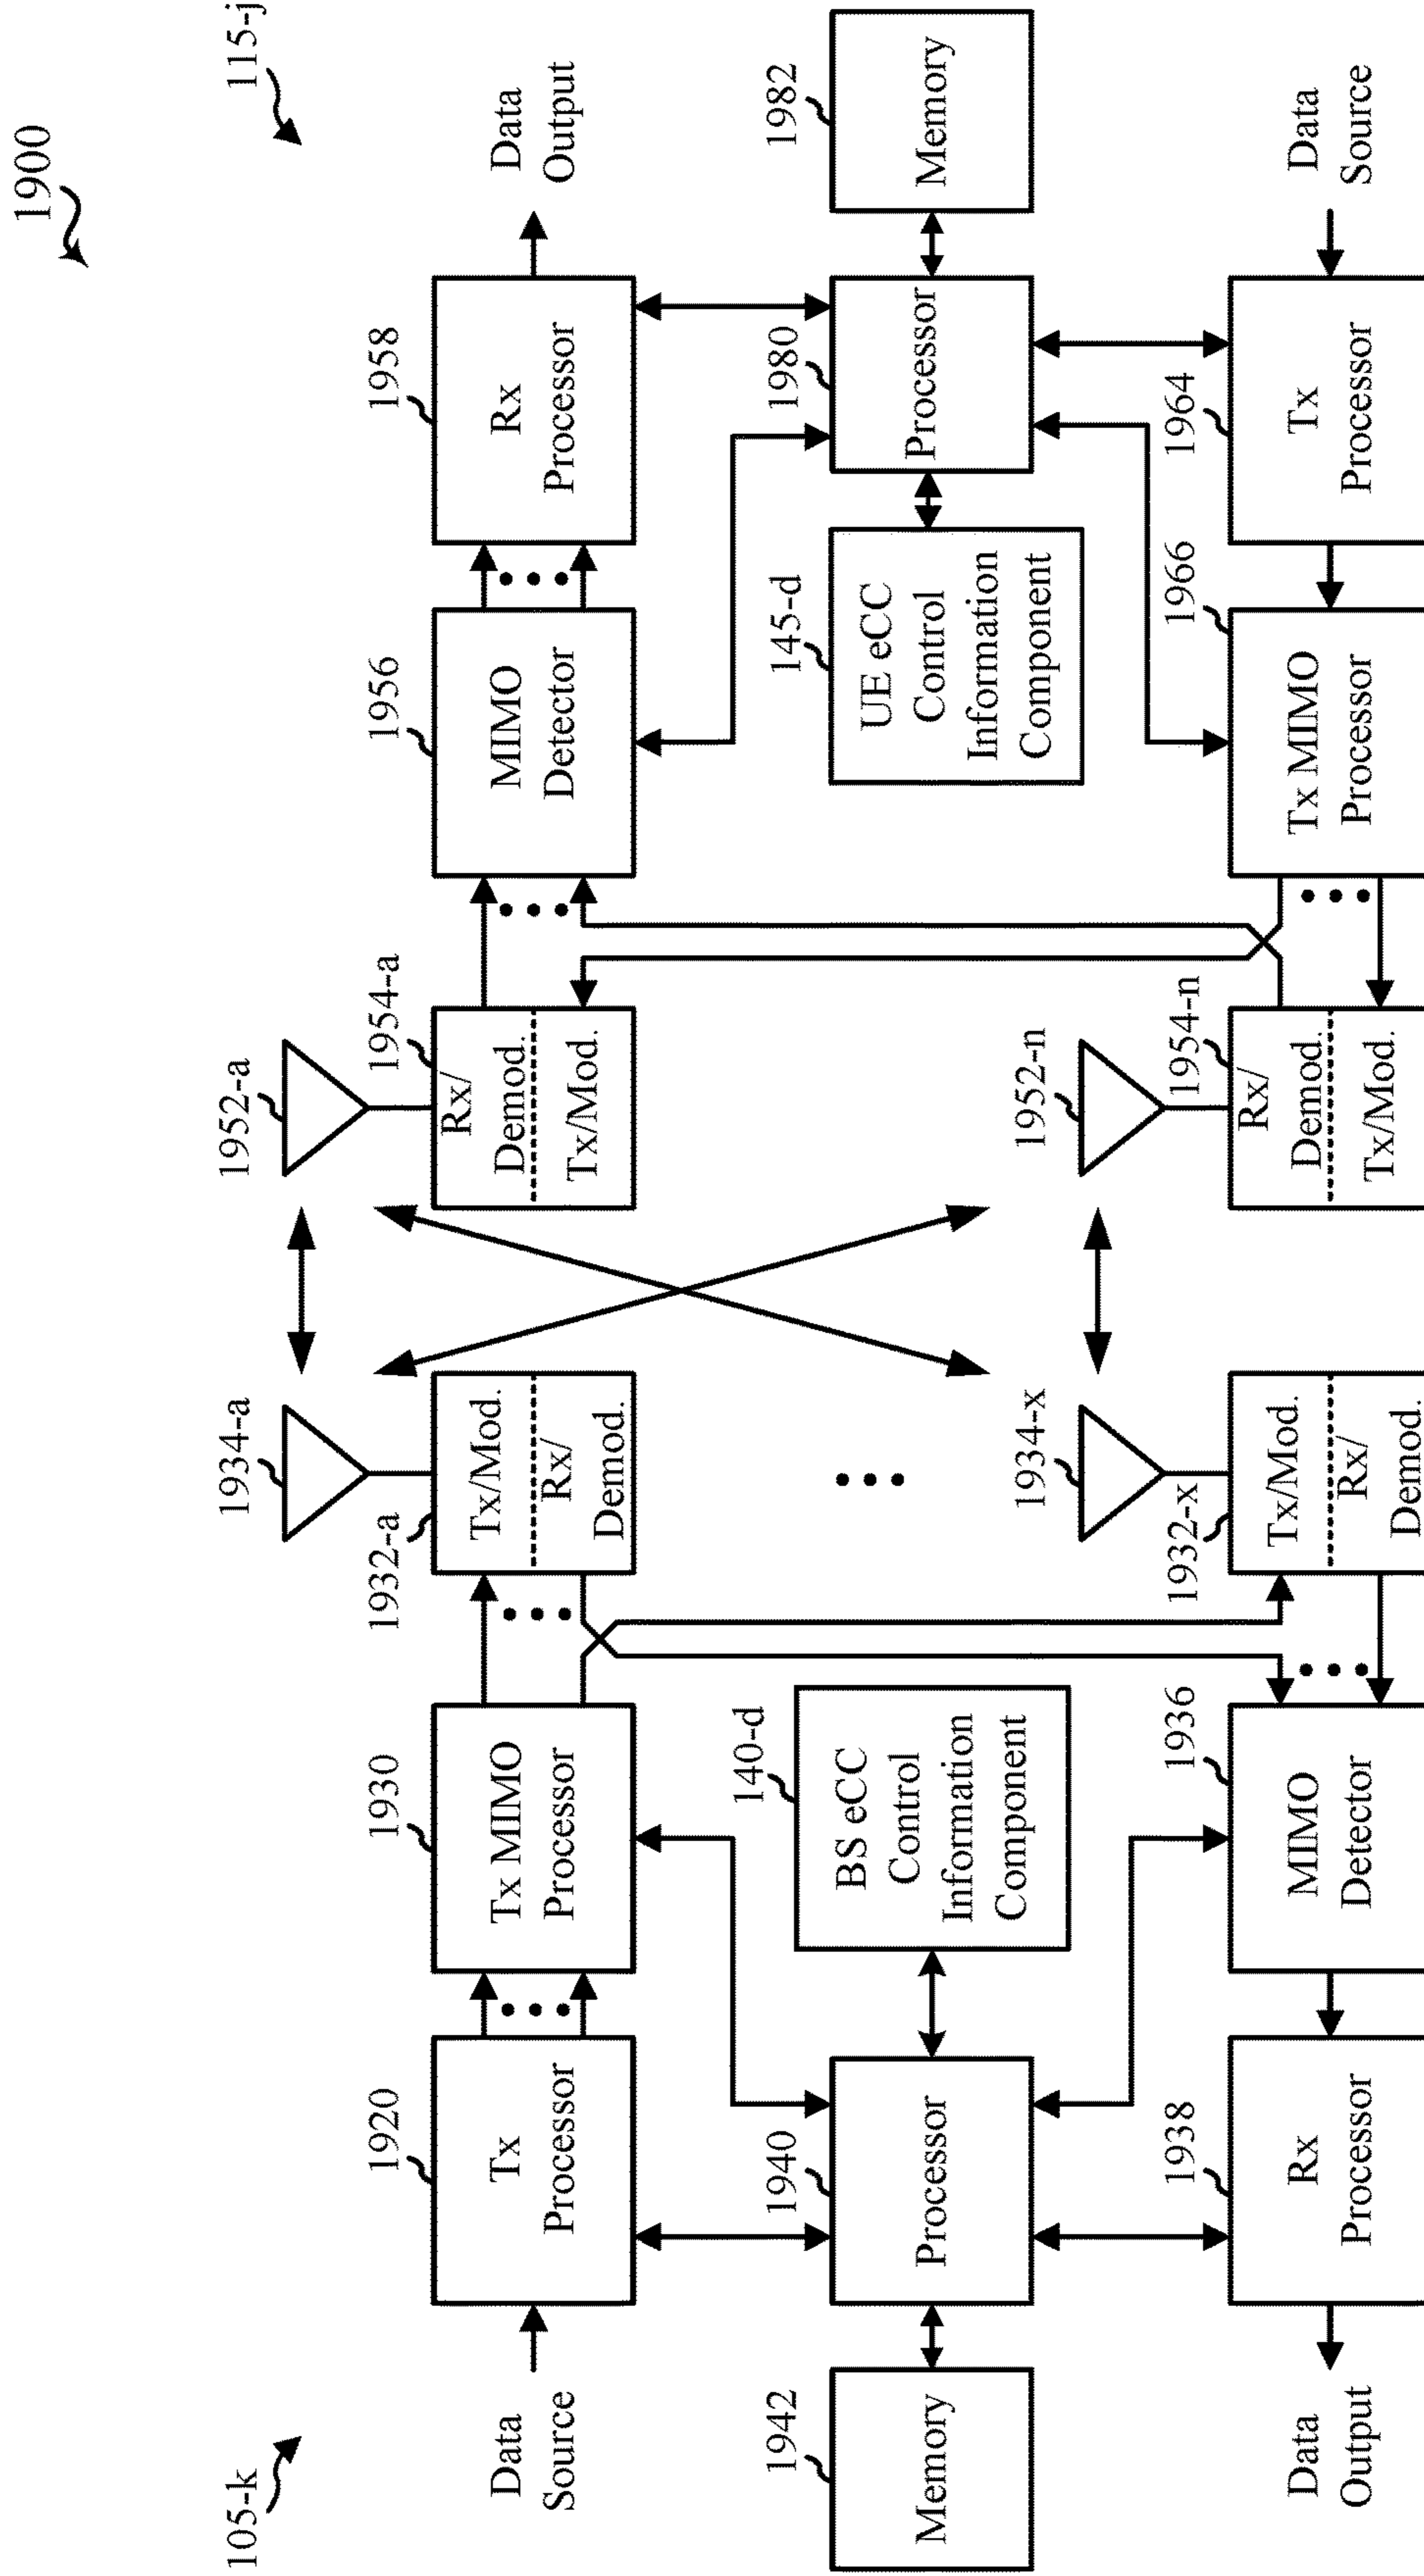 1900
105-k
115-j
1934-a
1952-a
1920
1930
1932-a
1954-a
1956
1958
Data
Source
Tx
Processor
Tx MIMO
Processor
Tx/Mod.
Rx/
Demod.
Rx/
Demod.
Tx/Mod.
MIMO
Detector
Rx
Processor
Data
Output
1942
1940
140-d
145-d
1980
1982
Memory
Processor
BS eCC
Control
Information
Component
UE eCC
Control
Information
Component
Processor
Memory
1934-x
1952-n
1938
1936
1932-x
1954-n
1966
1964
Data
Output
Rx
Processor
MIMO
Detector
Tx/Mod.
Rx/
Demod.
Rx/
Demod.
Tx/Mod.
Tx MIMO
Processor
Tx
Processor
Data
Source